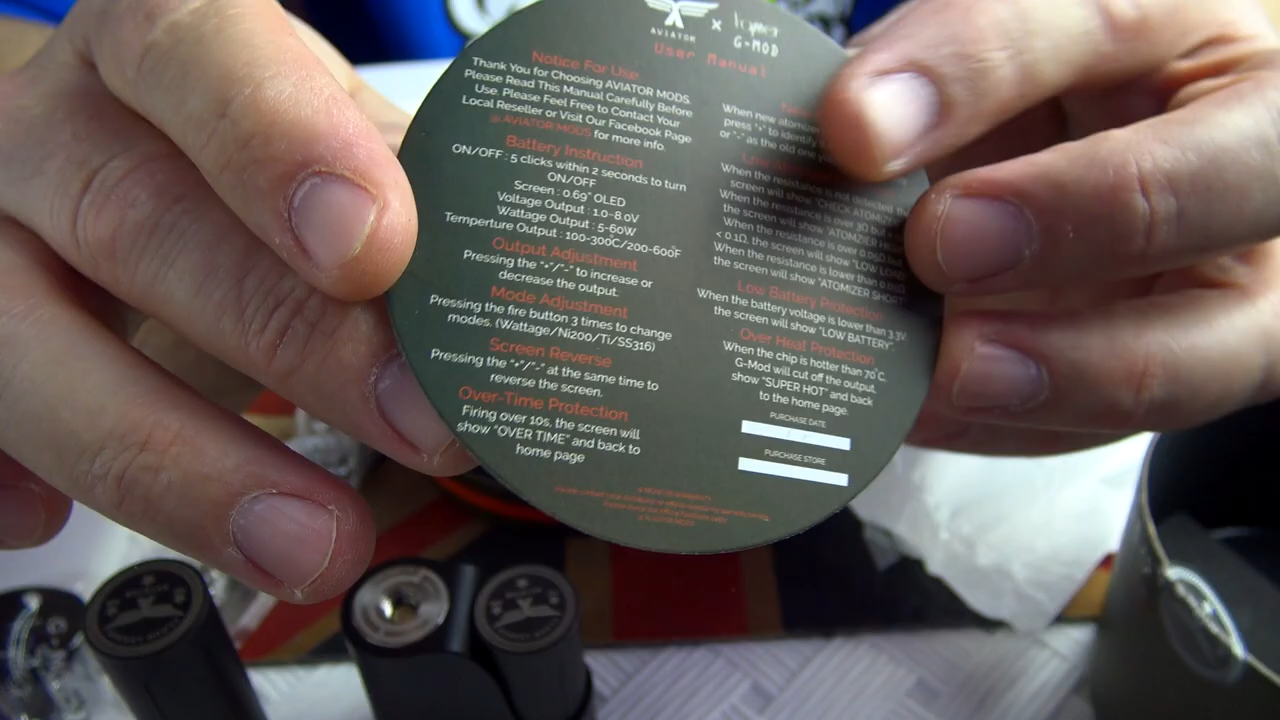 AVIATOR
x
G-MOD
User Manual
Notice For Use
Thank You for Choosing AVIATOR MODS.
Please Read This Manual Carefully Before
Use. Please Feel Free to Contact Your
Local Reseller or Visit Our Facebook Page
@ AVIATOR MODS for more info.
Battery Instruction
ON/OFF : 5 clicks within 2 seconds to turn
ON/OFF
Screen : 0.69" OLED
Voltage Output : 1.0-8.0V
Wattage Output : 5-60W
Temperture Output : 100-300°C/200-600°F
Output Adjustment
Pressing the "+"/"-" to increase or
decrease the output.
Mode Adjustment
Pressing the fire button 3 times to change
modes. (Wattage/Ni200/Ti/SS316)
Screen Reverse
Pressing the "+"/"-" at the same time to
reverse the screen.
Over-Time Protection
Firing over 10s, the screen will
show "OVER TIME" and back to
home page
When new atomizer
press "+" to identify
or "-" as the old one
When the resistance is not detected
screen will show "CHECK ATOMIZER
When the resistance is over 3Ω but
the screen will show "ATOMZIER
When the resistance is over 0.05Ω but
< 0.1Ω, the screen will show "LOW
When the resistance is lower than
the screen will show "ATOMIZER SHORT"
Low Battery Protection
When the battery voltage is lower than 3.3V,
the screen will show "LOW BATTERY".
Over Heat Protection
When the chip is hotter than 70°C,
G-Mod will cut off the output,
show "SUPER HOT" and back
to the home page.
PURCHASE DATE
PURCHASE STORE